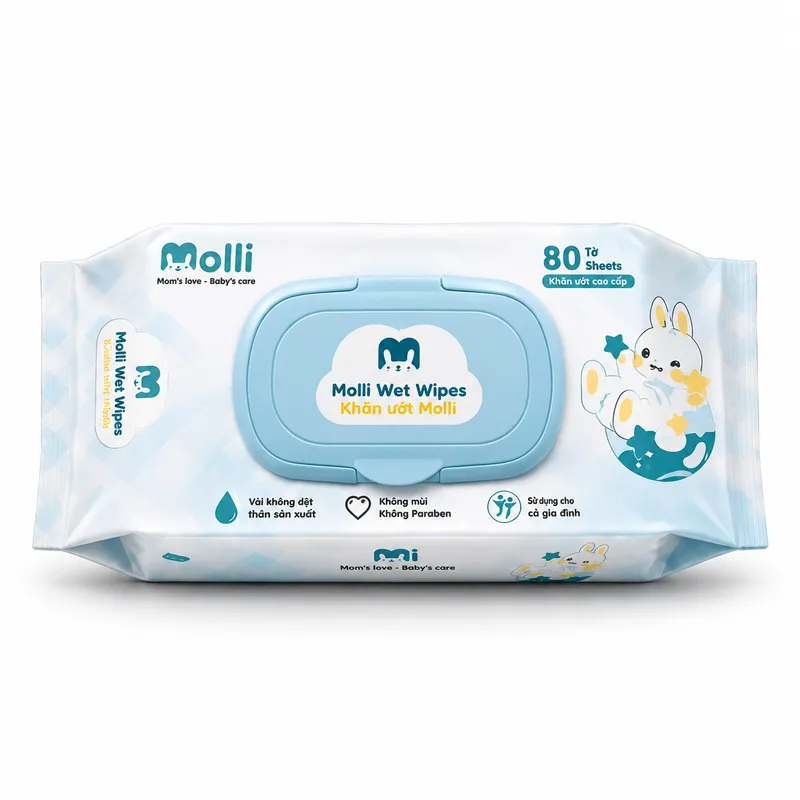 Molli
Mom's love - Baby's care
80 Tờ
Sheets
Khăn ướt cao cấp
Molli Wet Wipes
Molli Wet Wipes
Khăn ướt Molli
Vải không dệt
thán sản xuất
Không mùi
Không Paraben
Sử dụng cho
cả gia đình
Mom's love - Baby's care